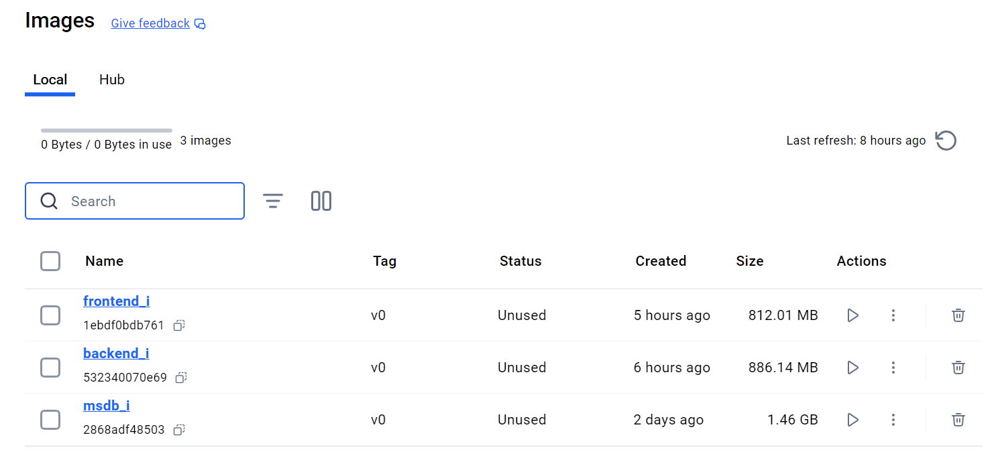 Images Give feedback
Local Hub
0 Bytes / 0 Bytes in use 3 images Last refresh: 8 hours ago
Search
Name Tag Status Created Size Actions
frontend_i
1ebdf0bdb761 v0 Unused 5 hours ago 812.01 MB
backend_i
532340070e69 v0 Unused 6 hours ago 886.14 MB
msdb_i
2868adf48503 v0 Unused 2 days ago 1.46 GB